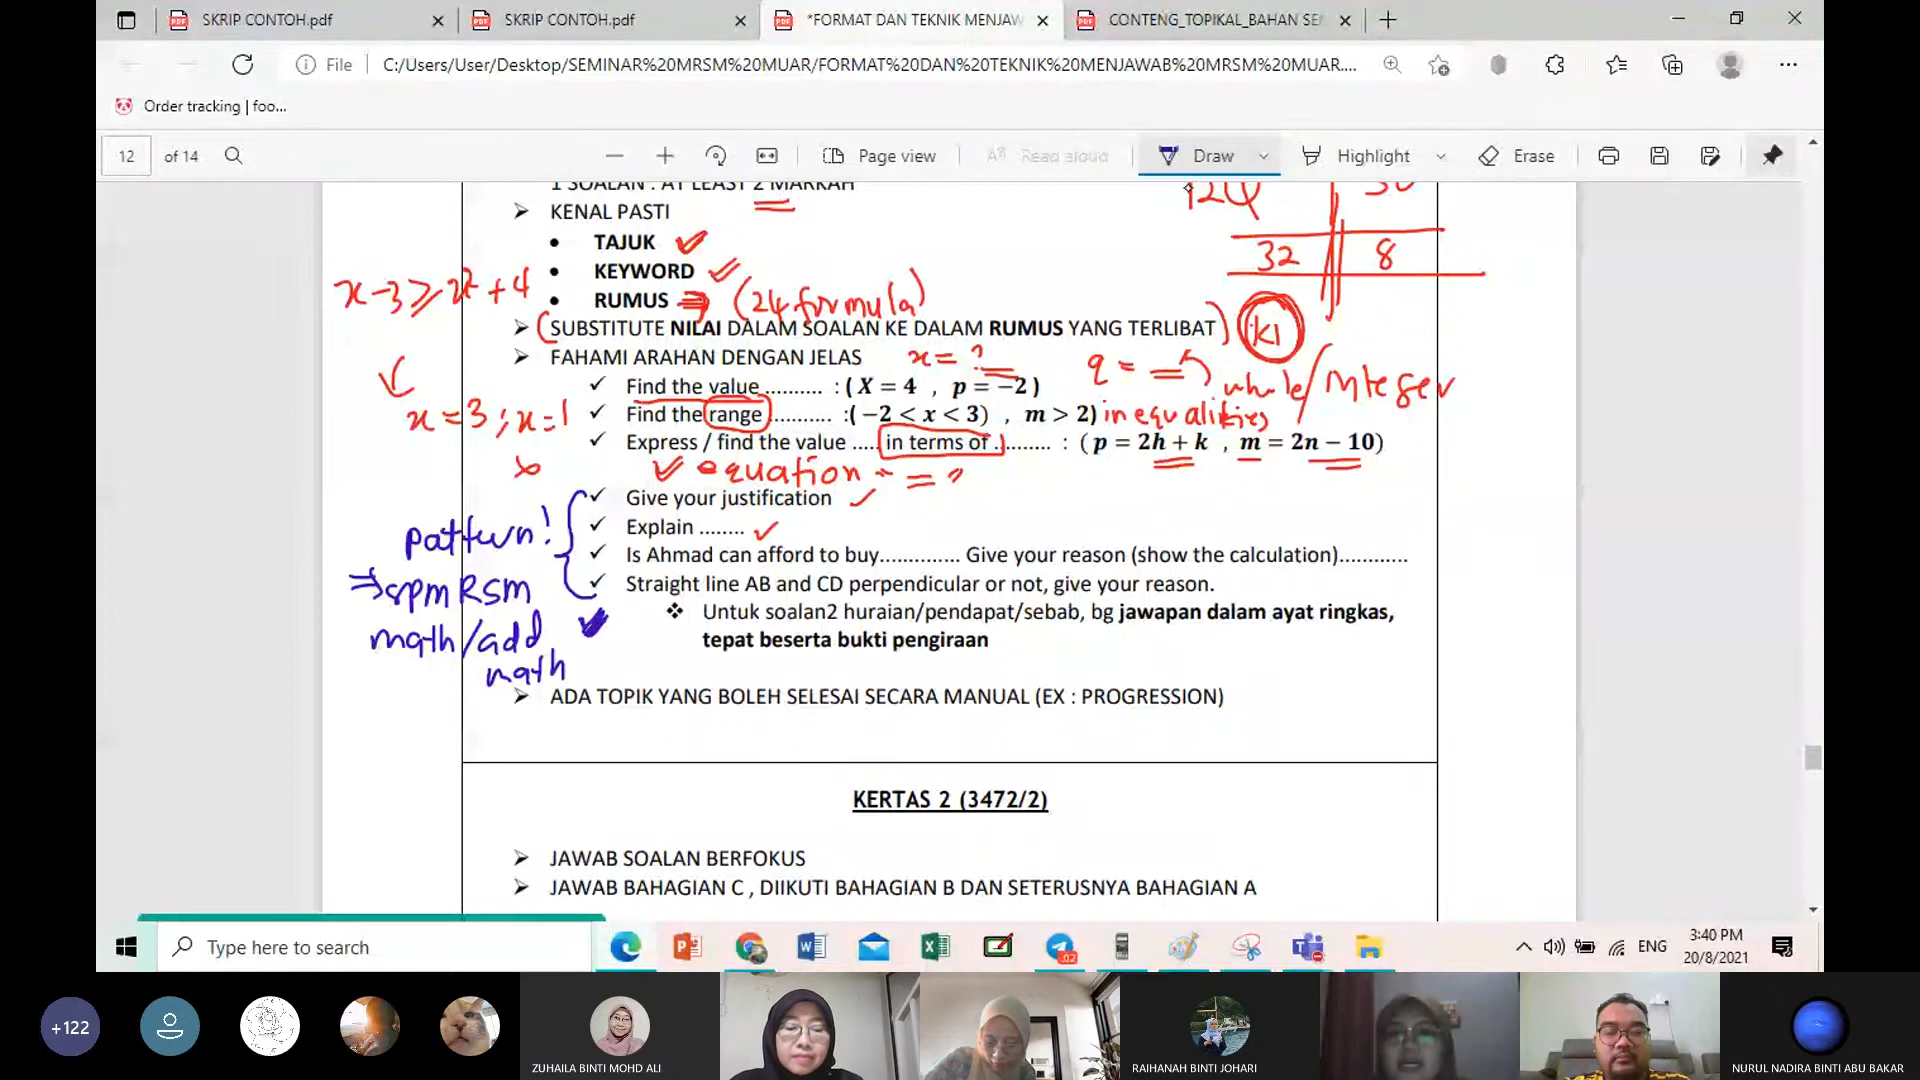 SKRIP CONTOH.pdf
SKRIP CONTOH.pdf
*FORMAT DAN TEKNIK MENJAW
CONTENG_TOPIKAL_BAHAN SE
File
C:/Users/User/Desktop/SEMINAR%20MRSM%20MUAR/FORMAT%20DAN%20TEKNIK%20MENJAWAB%20MRSM%20MUAR....
Order tracking | foo...
12 of 14
Page view
Read aloud
Draw
Highlight
Erase
1 SOALAN : AT LEAST 2 MARKAH
KENAL PASTI
TAJUK
32 | 8
KEYWORD
x-3 ≥ x² + 4
RUMUS (24 formula)
(SUBSTITUTE NILAI DALAM SOALAN KE DALAM RUMUS YANG TERLIBAT) K1
FAHAMI ARAHAN DENGAN JELAS x = ? q = whole/Integer
Find the value .......... : ( X = 4 , p = −2 )
x = 3 ; x = 1
Find the range .......... :( −2 < x < 3) , m > 2) inequalities
Express / find the value ..... in terms of .......... : ( p = 2h + k , m = 2n − 10)
equation = ?
Give your justification
pattern!
Explain ........
Is Ahmad can afford to buy............. Give your reason (show the calculation)............
⇒ spm RSM
Straight line AB and CD perpendicular or not, give your reason.
math/add math
Untuk soalan2 huraian/pendapat/sebab, bg jawapan dalam ayat ringkas,
tepat beserta bukti pengiraan
ADA TOPIK YANG BOLEH SELESAI SECARA MANUAL (EX : PROGRESSION)
KERTAS 2 (3472/2)
JAWAB SOALAN BERFOKUS
JAWAB BAHAGIAN C , DIIKUTI BAHAGIAN B DAN SETERUSNYA BAHAGIAN A
Type here to search
ENG
3:40 PM
20/8/2021
+122
ZUHAILA BINTI MOHD ALI
RAIHANAH BINTI JOHARI
NURUL NADIRA BINTI ABU BAKAR